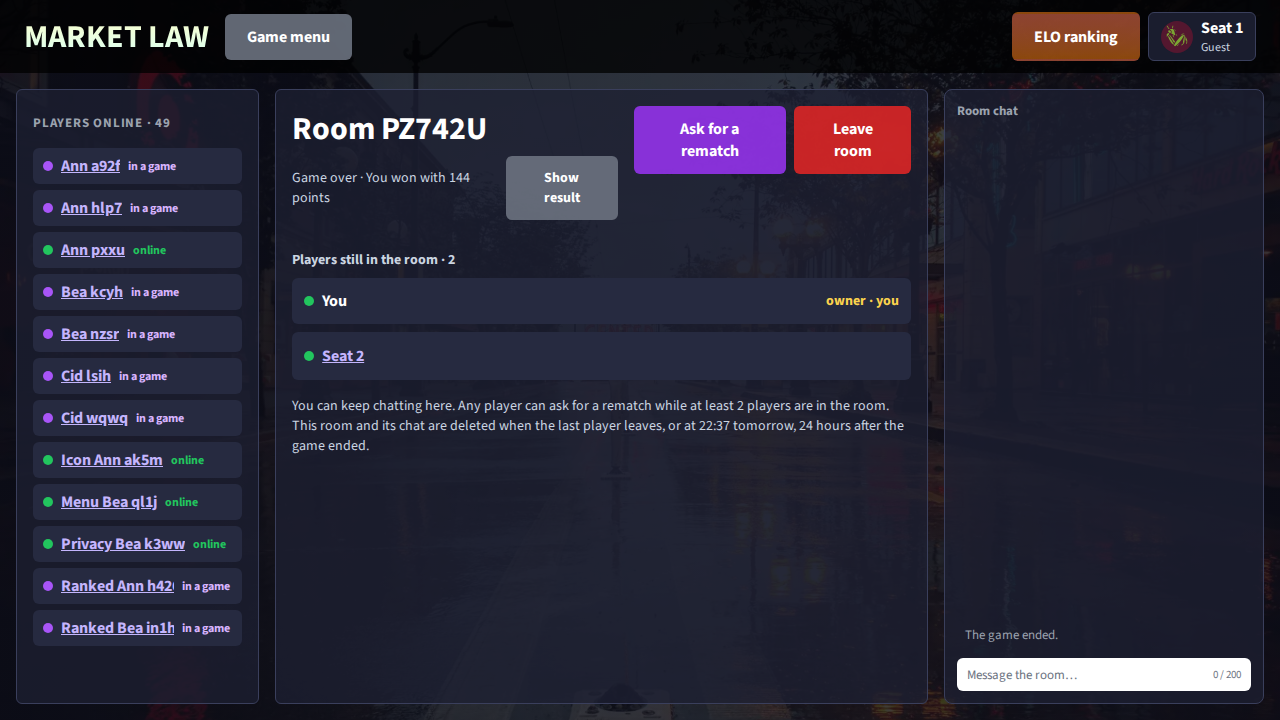 MARKET LAW
Game menu
ELO ranking
Seat 1
Guest
PLAYERS ONLINE · 49
Ann a92f in a game
Ann hlp7 in a game
Ann pxxu online
Bea kcyh in a game
Bea nzsr in a game
Cid lsih in a game
Cid wqwq in a game
Icon Ann ak5m online
Menu Bea ql1j online
Privacy Bea k3ww online
Ranked Ann in a game
Ranked Bea in a game
Room PZ742U
Game over · You won with 144
points
Show
result
Ask for a
rematch
Leave
room
Players still in the room · 2
You owner · you
Seat 2
You can keep chatting here. Any player can ask for a rematch while at least 2 players are in the room.
This room and its chat are deleted when the last player leaves, or at 22:37 tomorrow, 24 hours after the
game ended.
Room chat
The game ended.
Message the room… 0 / 200